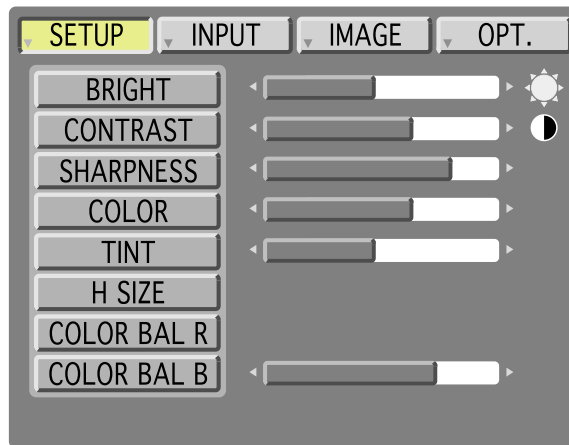 SETUP INPUT IMAGE OPT.
BRIGHT
CONTRAST
SHARPNESS
COLOR
TINT
H SIZE
COLOR BAL R
COLOR BAL B